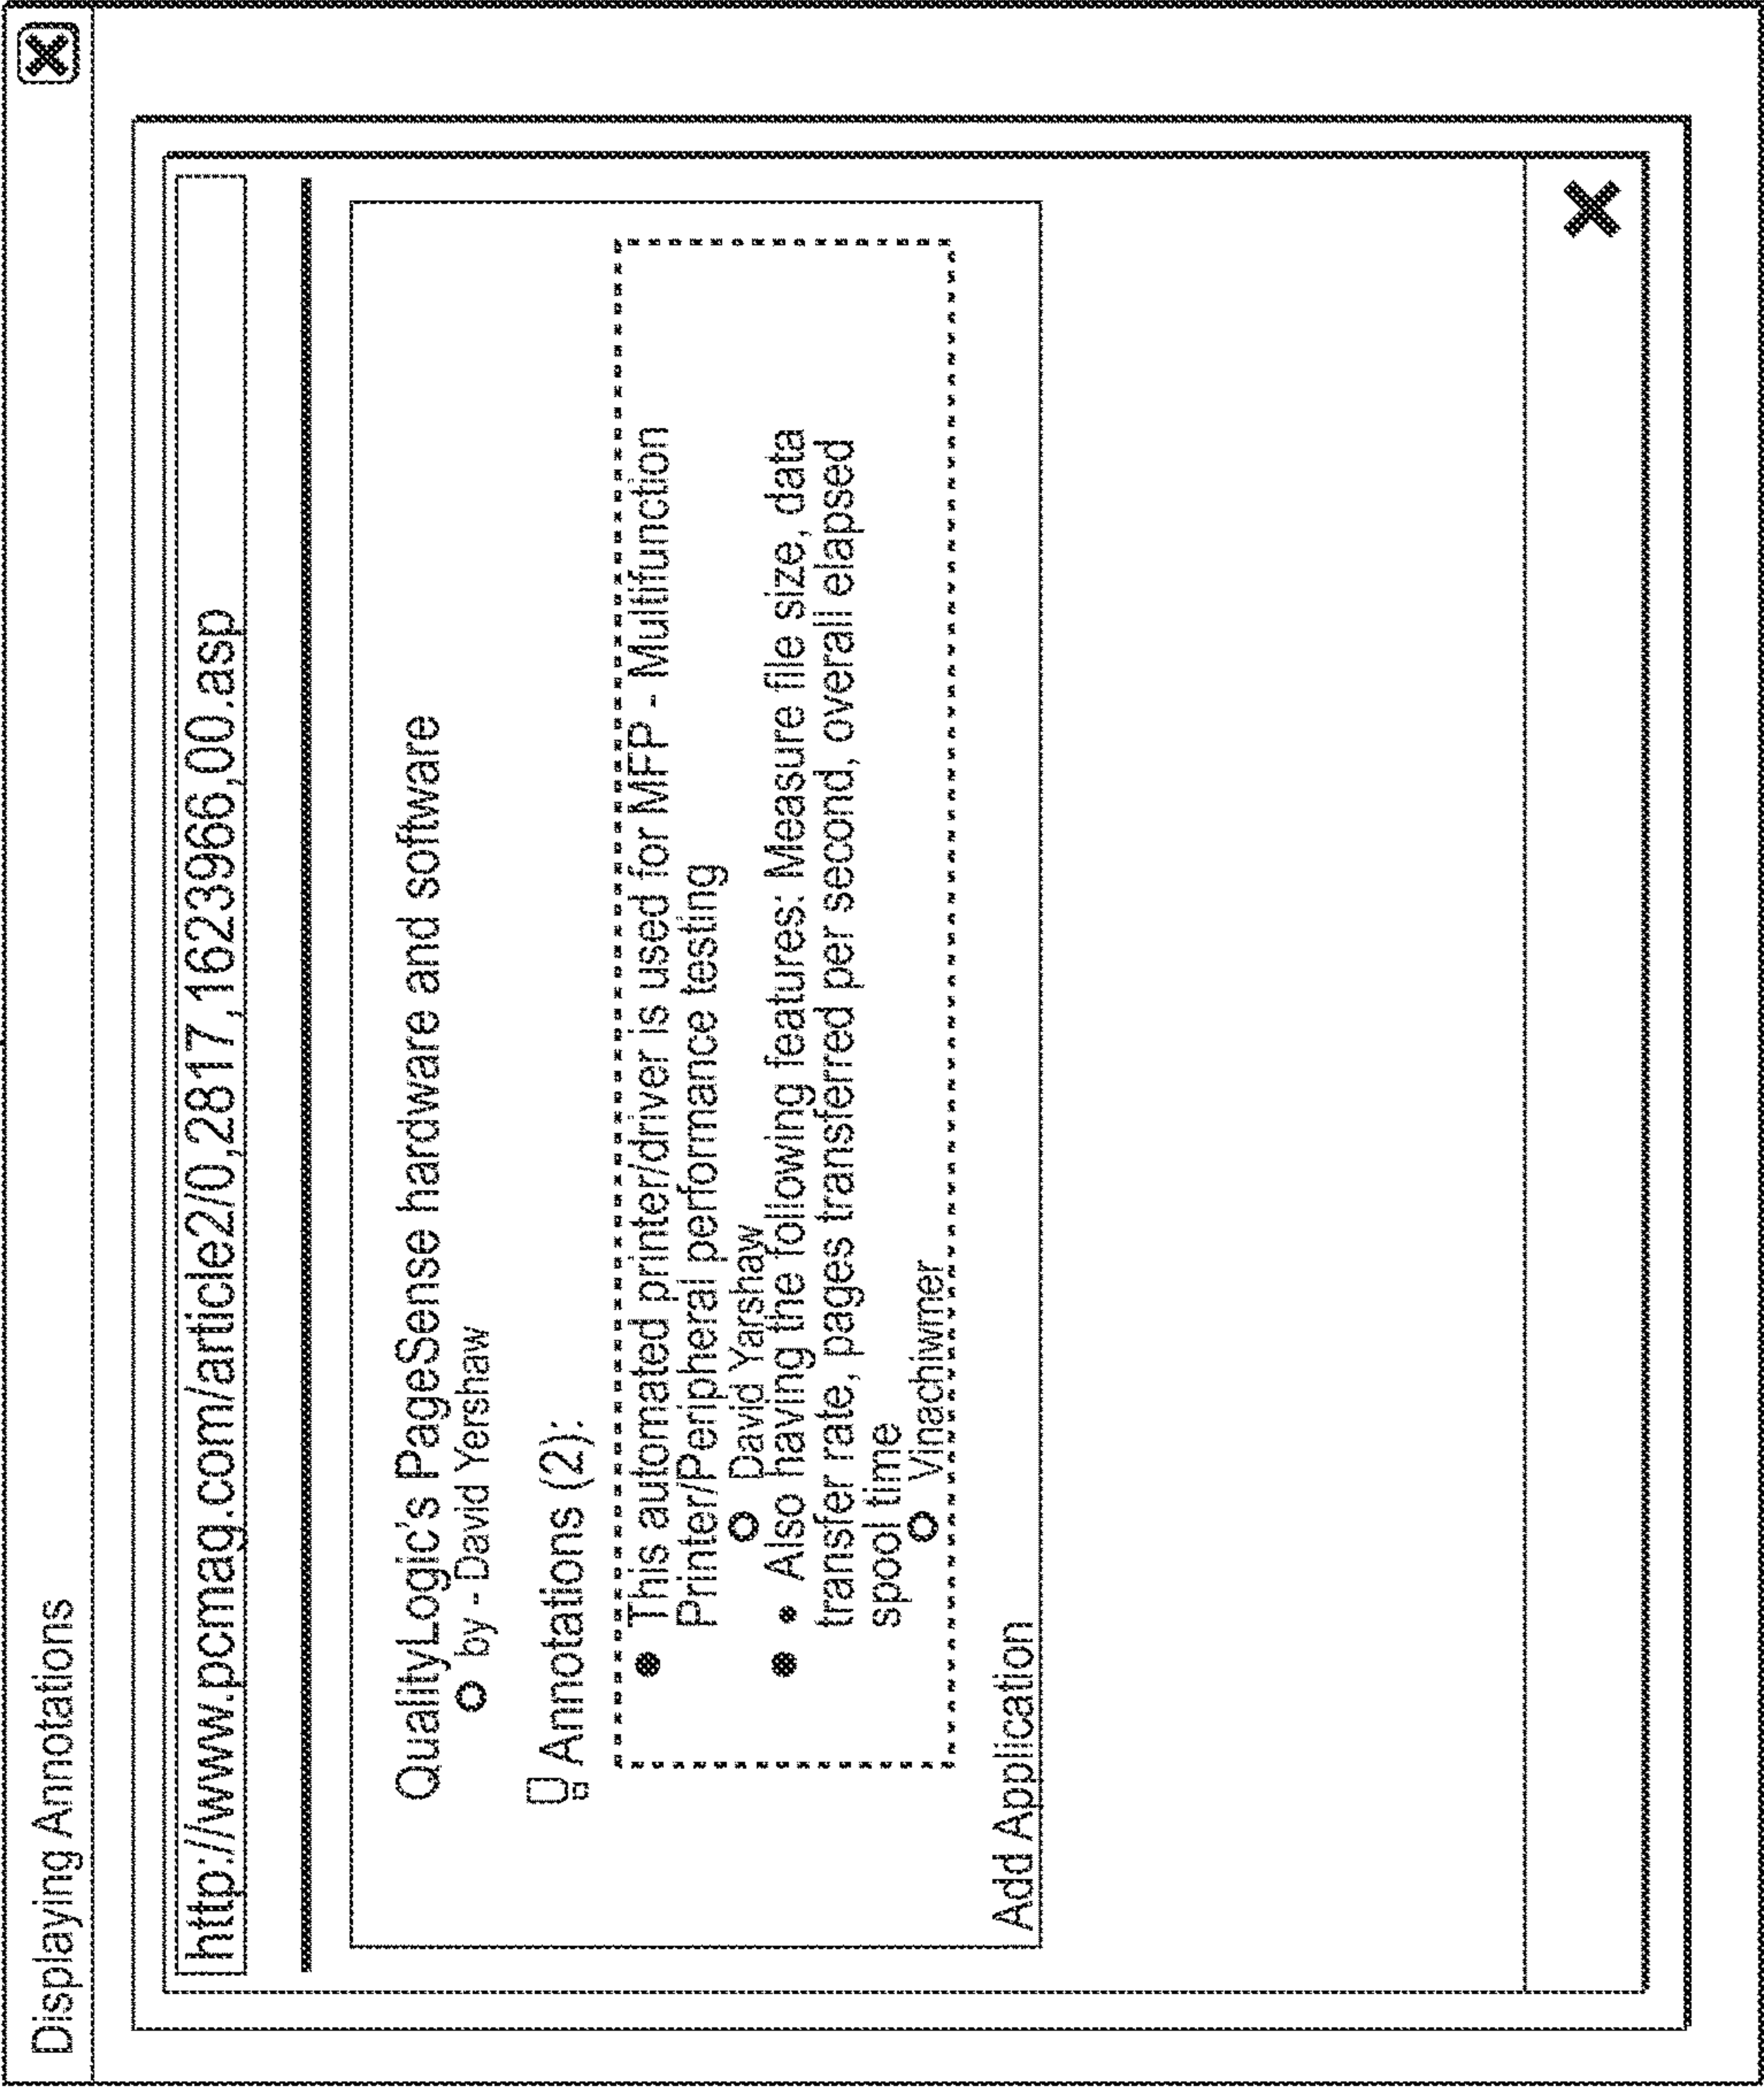 Displaying Annotations
http://www.pcmag.com/article2/0,2817,1623966,00.asp
QualityLogic's PageSense hardware and software
by - David Yershaw
Annotations (2):
• This automated printer/driver is used for MFP - Multifunction
Printer/Peripheral performance testing
David Yarshaw
• • Also having the following features: Measure file size, data
transfer rate, pages transferred per second, overall elapsed
spool time
Vinachiwmer
Add Application